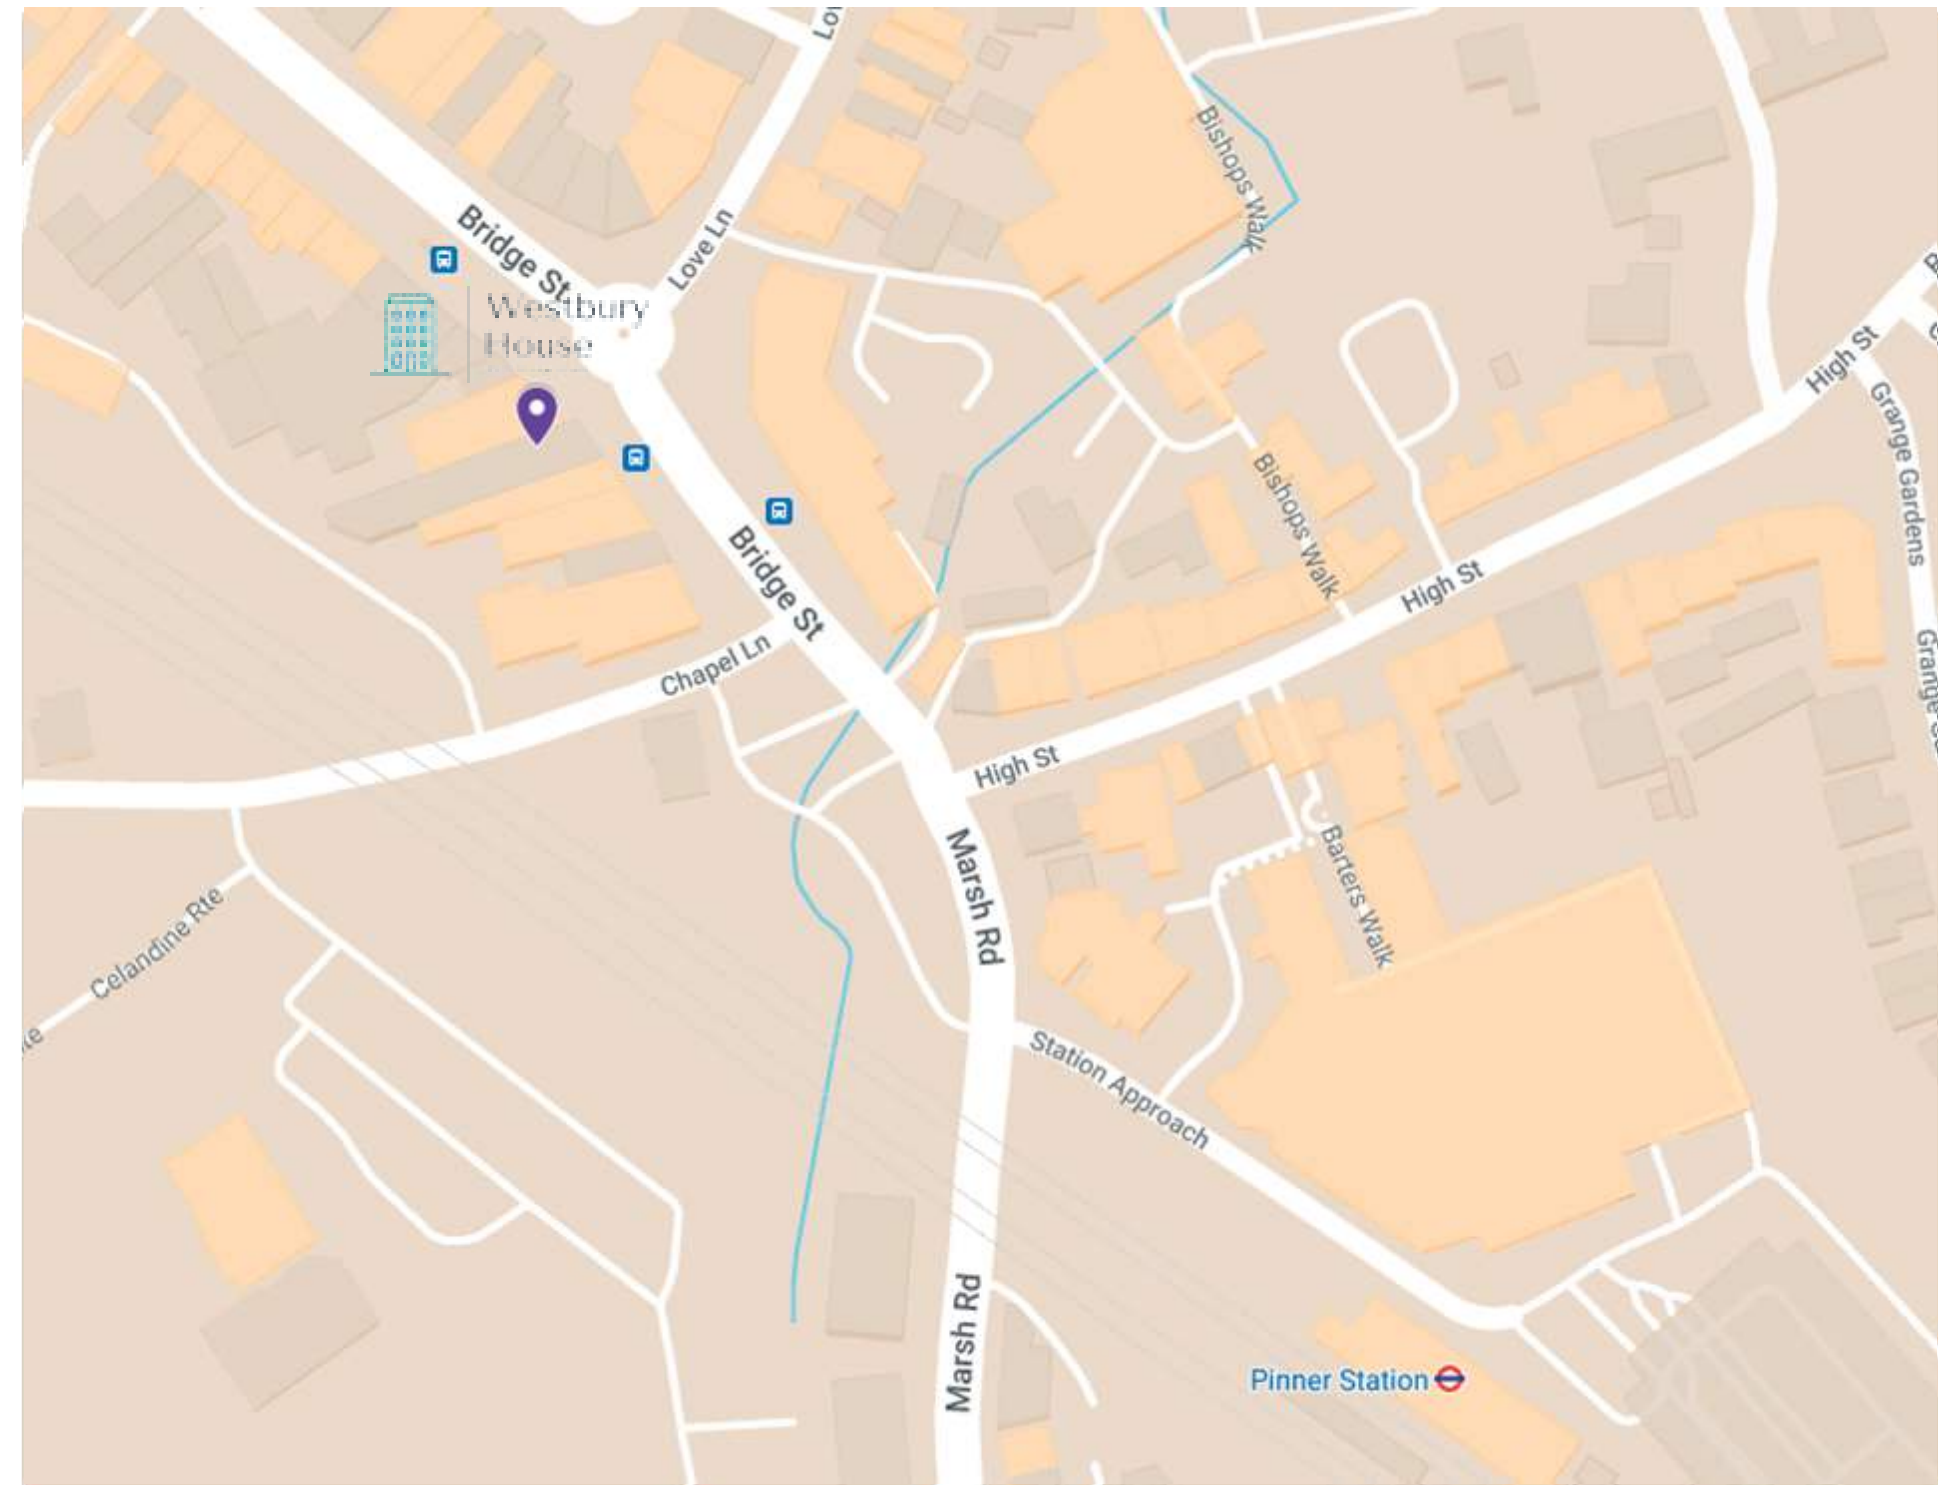 Lo
Bishops Walk
Bridge St
Love Ln
Westbury
House
High St
Grange Gardens
Bishops Walk
Bridge St
High St
Chapel Ln
High St
Marsh Rd
Barters Walk
Celandine Rte
Station Approach
Marsh Rd
Pinner Station